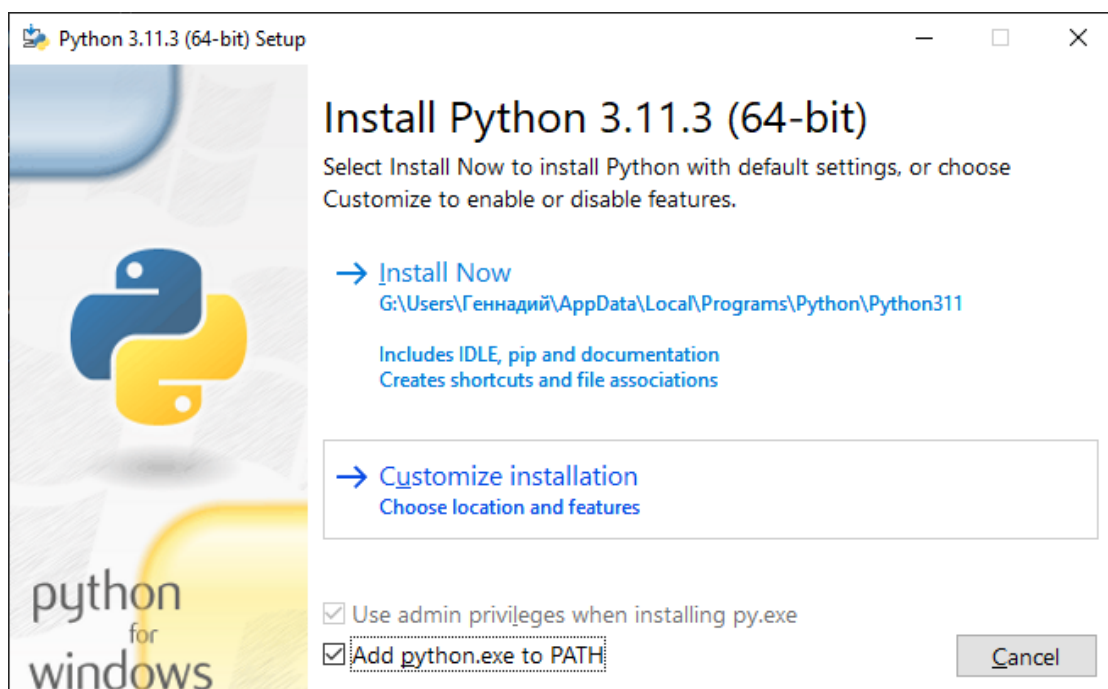 Python 3.11.3 (64-bit) Setup
Install Python 3.11.3 (64-bit)
Select Install Now to install Python with default settings, or choose
Customize to enable or disable features.
Install Now
G:\Users\Геннадий\AppData\Local\Programs\Python\Python311
Includes IDLE, pip and documentation
Creates shortcuts and file associations
Customize installation
Choose location and features
python
for
windows
Use admin privileges when installing py.exe
Add python.exe to PATH
Cancel